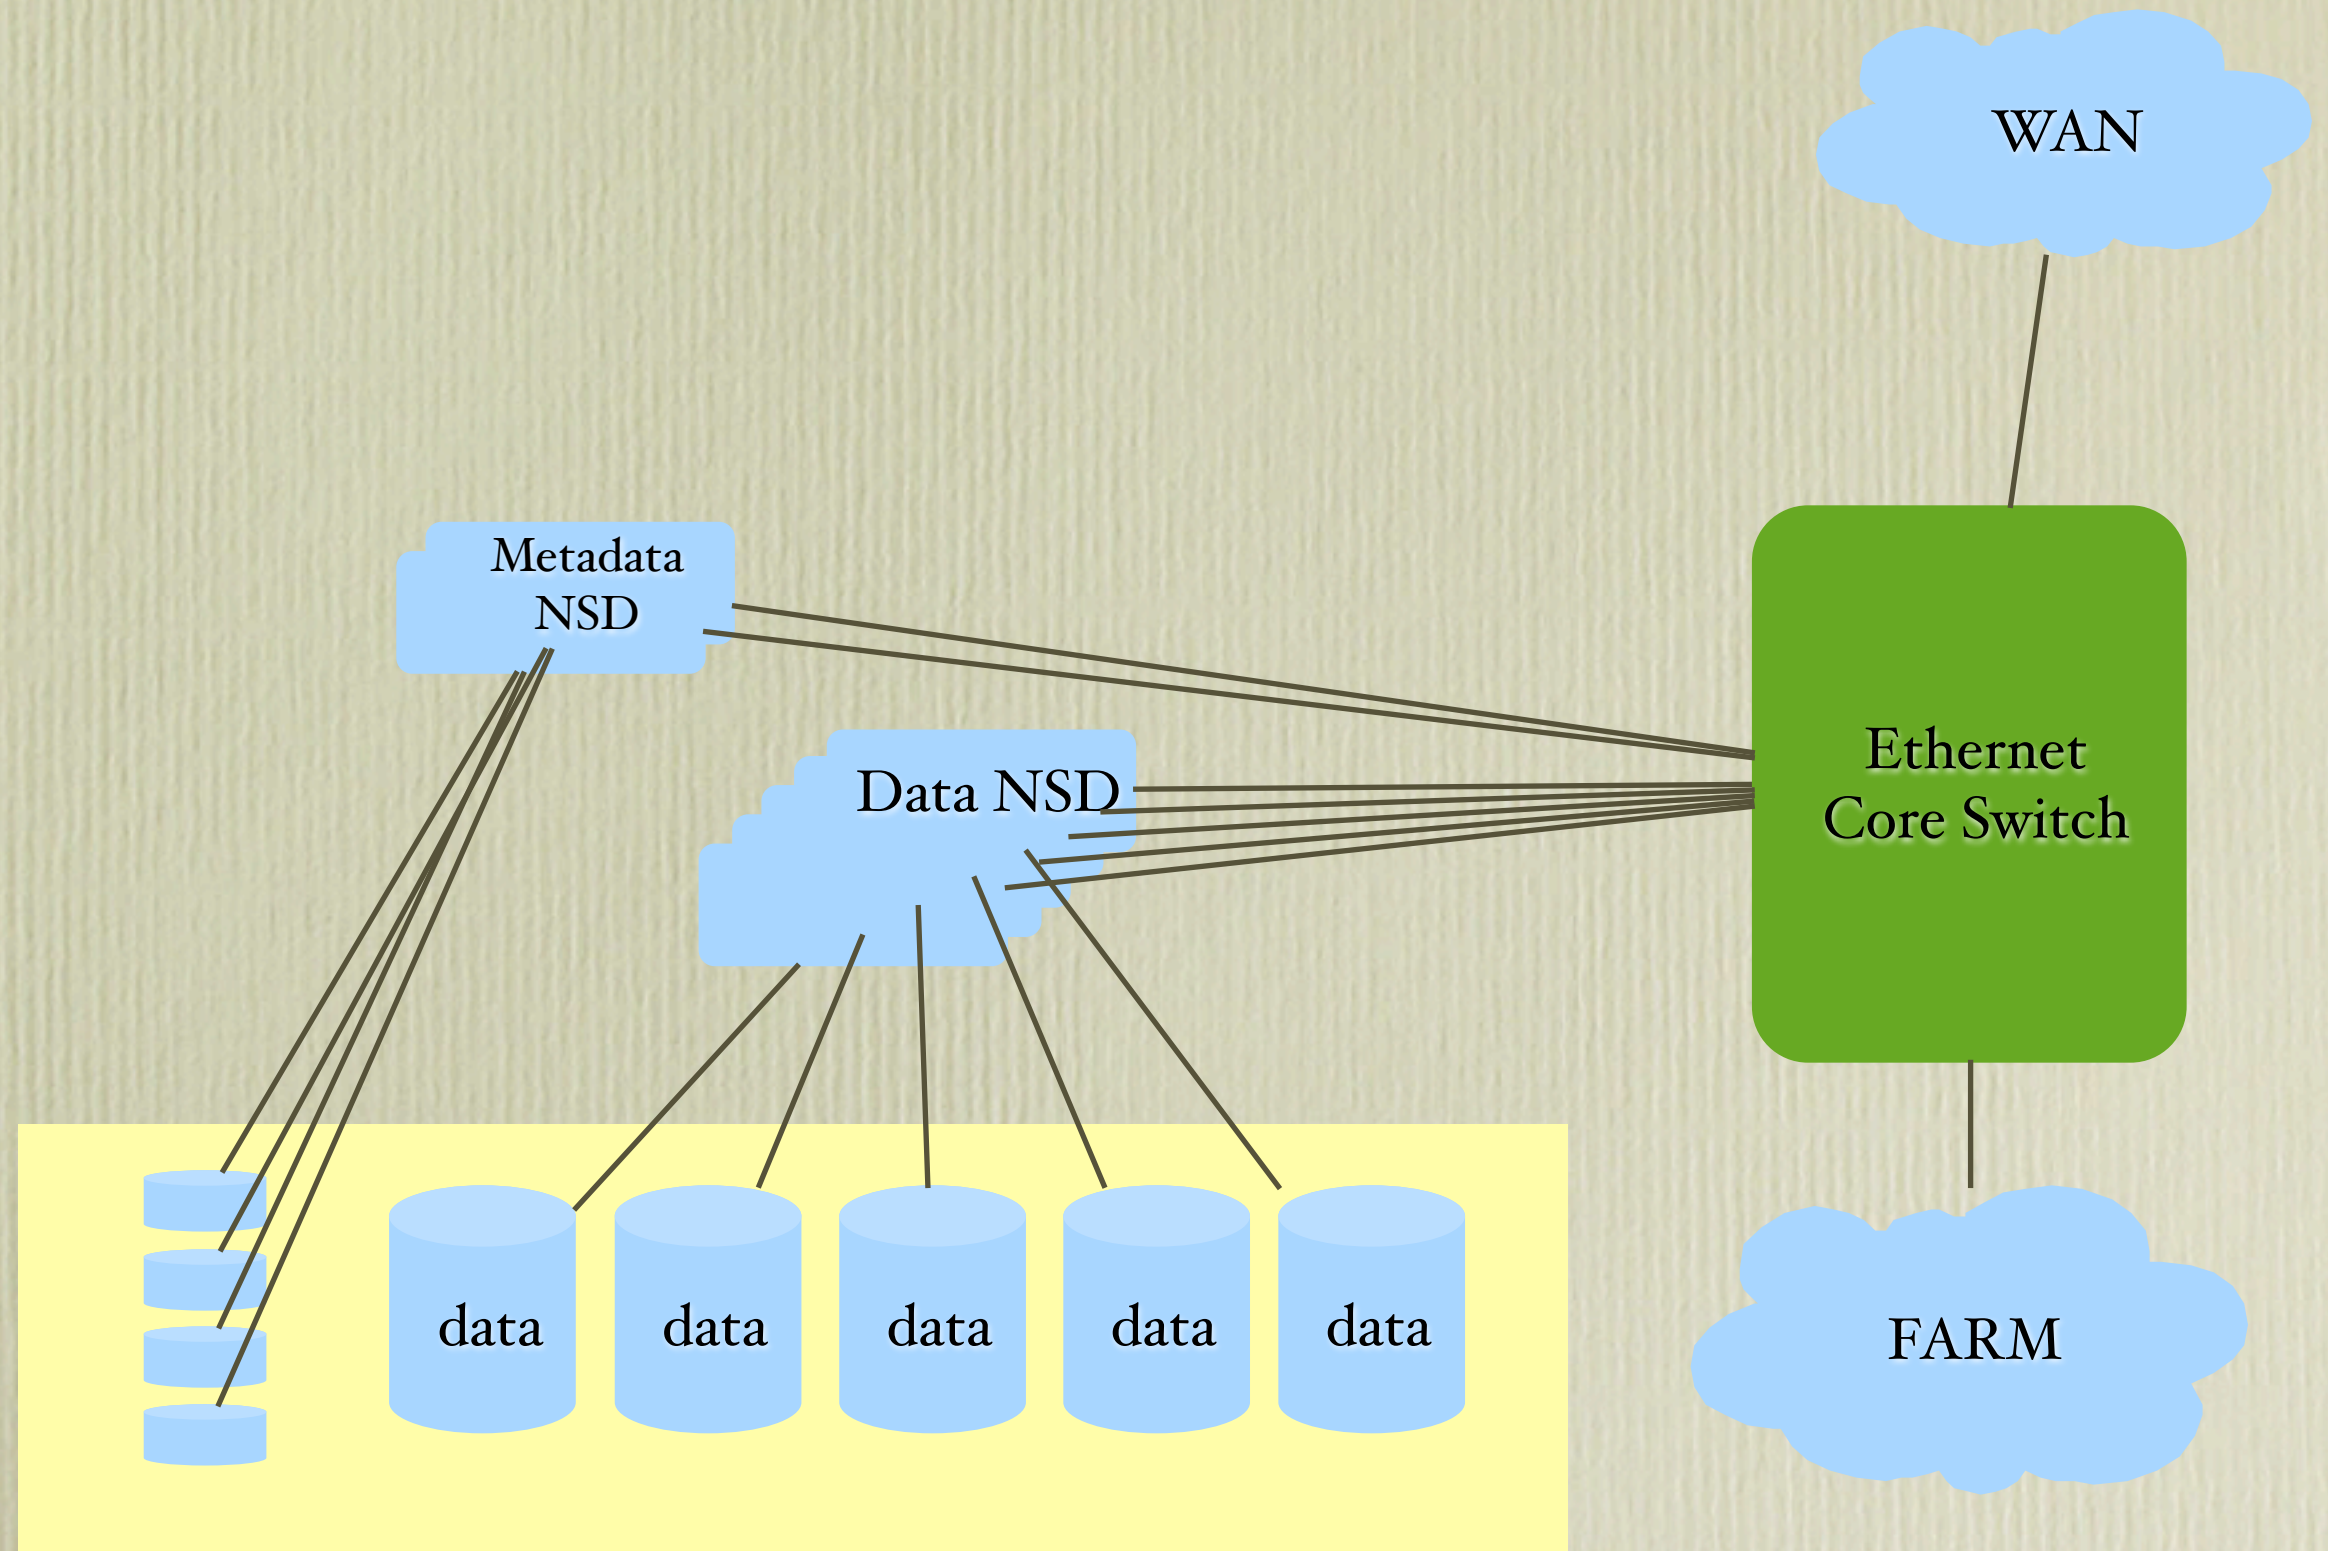 WAN
Metadata
NSD
Ethernet
Core Switch
Data NSD
data
data
data
data
data
FARM